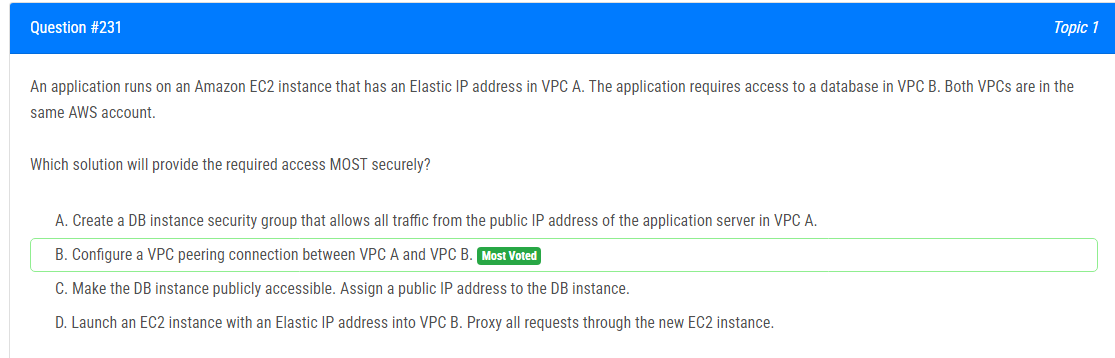 Question #231
Topic 1
An application runs on an Amazon EC2 instance that has an Elastic IP address in VPC A. The application requires access to a database in VPC B. Both VPCs are in the
same AWS account.
Which solution will provide the required access MOST securely?
A. Create a DB instance security group that allows all traffic from the public IP address of the application server in VPC A.
B. Configure a VPC peering connection between VPC A and VPC B. Most Voted
C. Make the DB instance publicly accessible. Assign a public IP address to the DB instance.
D. Launch an EC2 instance with an Elastic IP address into VPC B. Proxy all requests through the new EC2 instance.